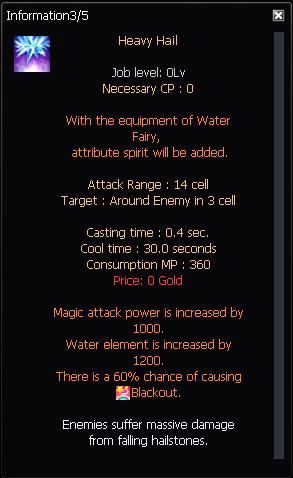 Information3/5
Heavy Hail
Job level: 0Lv
Necessary CP : 0
With the equipment of Water
Fairy,
attribute spirit will be added.
Attack Range : 14 cell
Target : Around Enemy in 3 cell
Casting time : 0.4 sec.
Cool time : 30.0 seconds
Consumption MP : 360
Price: 0 Gold
Magic attack power is increased by
1000.
Water element is increased by
1200.
There is a 60% chance of causing
Blackout.
Enemies suffer massive damage
from falling hailstones.